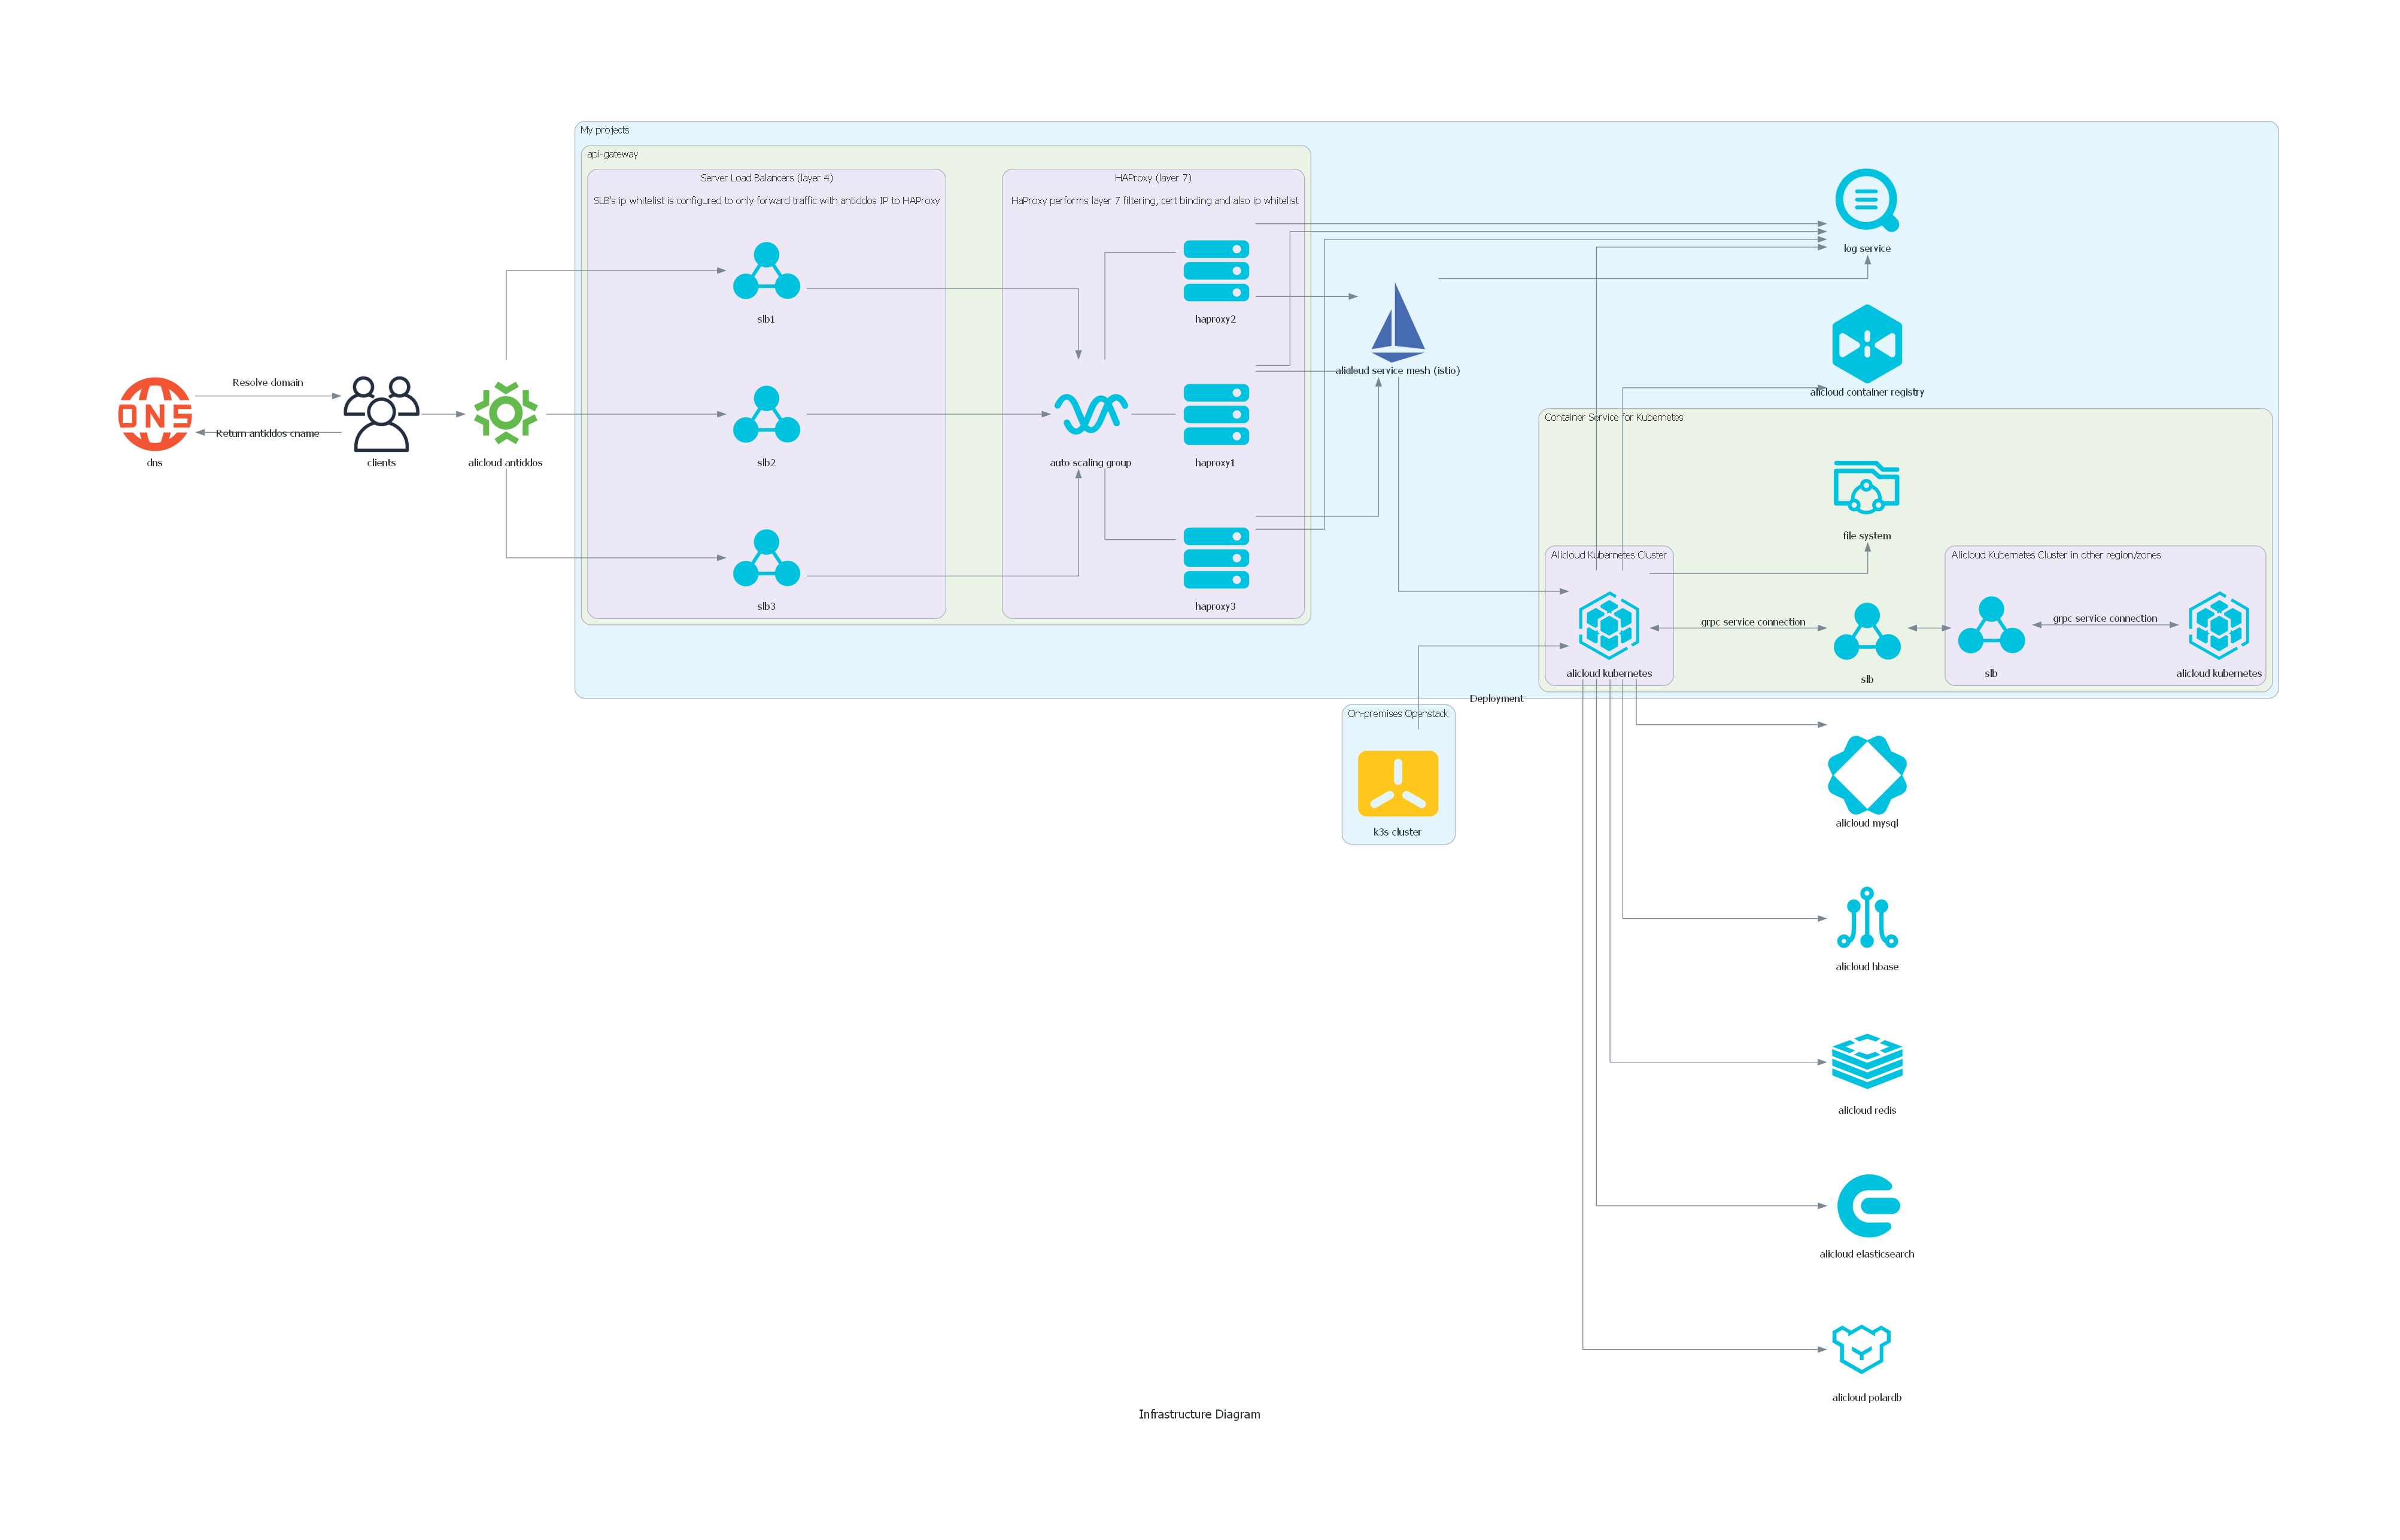 My projects
api-gateway
Server Load Balancers (layer 4)
SLB's ip whitelist is configured to only forward traffic with antiddos IP to HAProxy
HAProxy (layer 7)
HaProxy performs layer 7 filtering, cert binding and also ip whitelist
DNS
Resolve domain
Return antiddos cname
dns
clients
alicloud antiddos
slb1
slb2
slb3
auto scaling group
haproxy2
haproxy1
haproxy3
alicloud service mesh (istio)
log service
alicloud container registry
Container Service for Kubernetes
file system
Alicloud Kubernetes Cluster
alicloud kubernetes
grpc service connection
slb
Alicloud Kubernetes Cluster in other region/zones
slb
grpc service connection
alicloud kubernetes
Deployment
On-premises Openstack
k3s cluster
alicloud mysql
alicloud hbase
alicloud redis
alicloud elasticsearch
alicloud polardb
Infrastructure Diagram